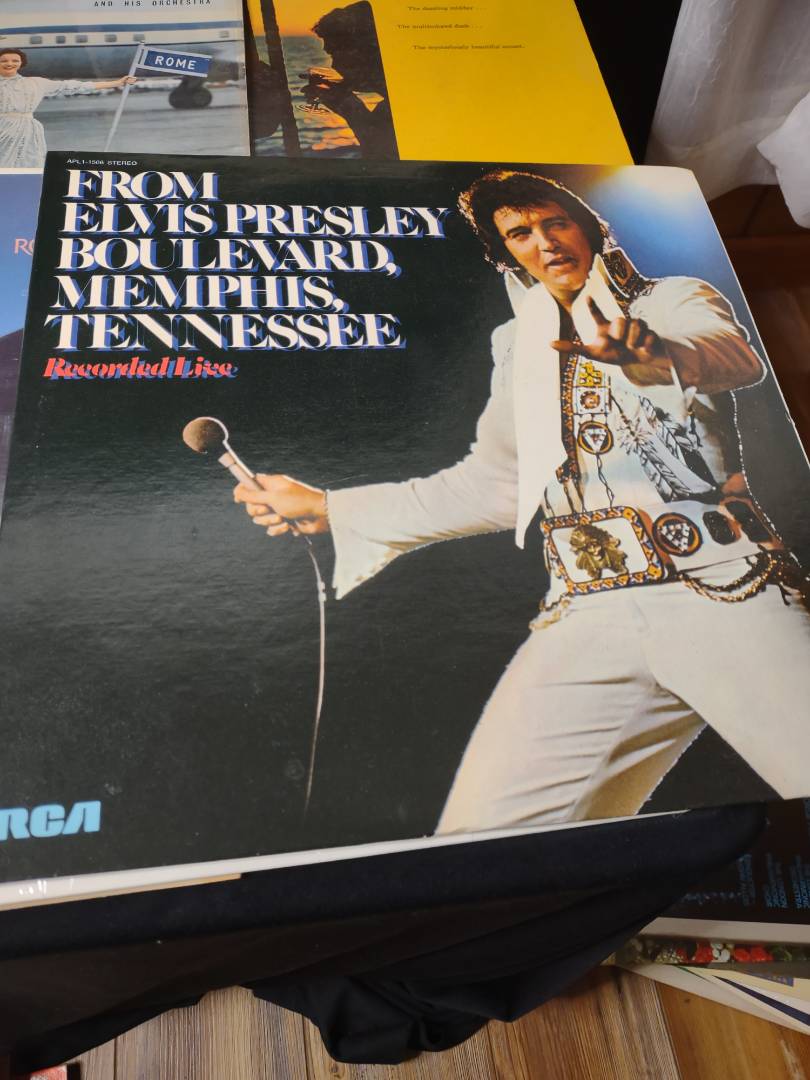 AND HIS ORCHESTRA
ROME
The dazzling midday . . .
The multicolored dusk . . .
The mysteriously beautiful sunset.
APL1-1506 STEREO
FROM
ELVIS PRESLEY
BOULEVARD,
MEMPHIS,
TENNESSEE
Recorded Live
RCA